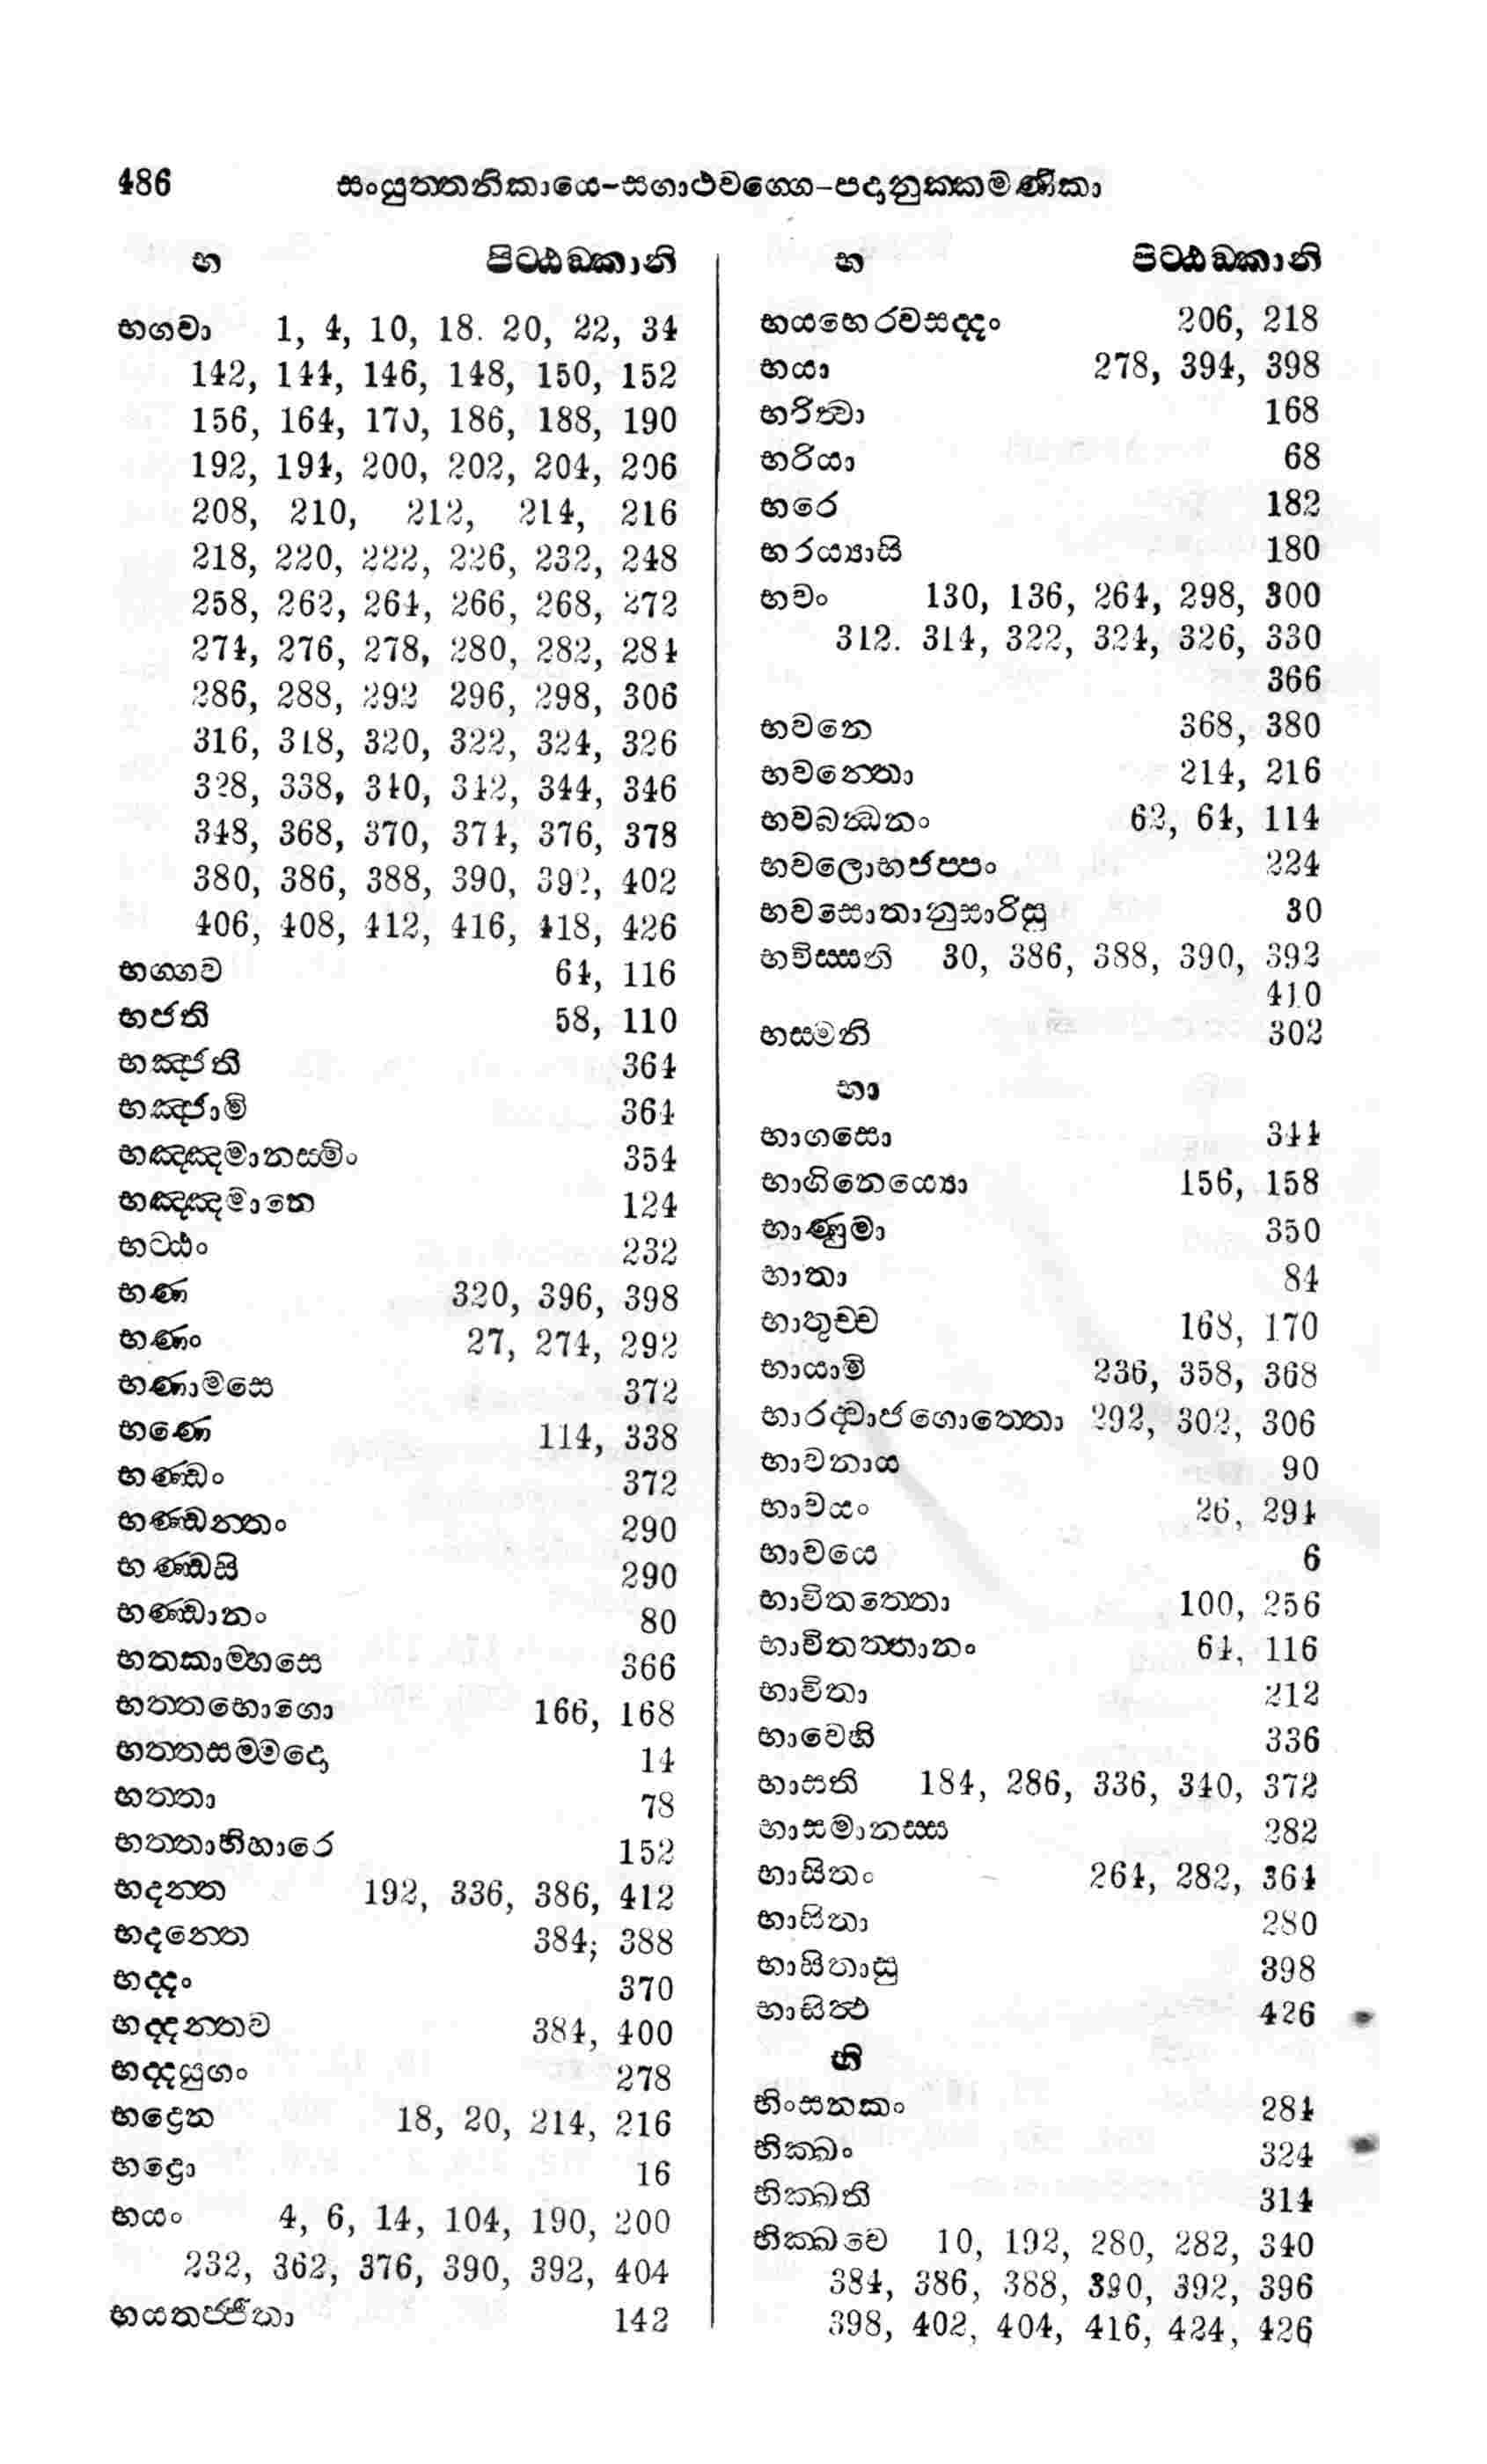 486 සංයුත්තනිකායෙ-සගාථවග්ගෙ-පදානුක්කමණිකා
භ පිට්ඨඞ්කානි
භගවා 1, 4, 10, 18. 20, 22, 34
142, 144, 146, 148, 150, 152
156, 164, 170, 186, 188, 190
192, 194, 200, 202, 204, 206
208, 210, 212, 214, 216
218, 220, 222, 226, 232, 248
258, 262, 264, 266, 268, 272
274, 276, 278, 280, 282, 284
286, 288, 292 296, 298, 306
316, 318, 320, 322, 324, 326
328, 338, 340, 342, 344, 346
348, 368, 370, 374, 376, 378
380, 386, 388, 390, 392, 402
406, 408, 412, 416, 418, 426
භග්ගව 64, 116
භජති 58, 110
භඤ්ජති 364
භඤ්ජාමි 364
භඤ්ඤමානස්මිං 354
භඤ්ඤමානෙ 124
භට්ඨං 232
භණ 320, 396, 398
භණං 27, 274, 292
භණාමසෙ 372
භණෙ 114, 338
භණ්ඩං 372
භණ්ඩන්තං 290
භණ්ඩසි 290
භණ්ඩානං 80
භතකාම්හසෙ 366
භත්තභොගො 166, 168
භත්තසම්මදො 14
භත්තා 78
භත්තාභිහාරෙ 152
භදන්ත 192, 336, 386, 412
භදන්තෙ 384; 388
භද්දං 370
භද්දන්තව 384, 400
භද්දයුගං 278
භද්රෙන 18, 20, 214, 216
භද්රො 16
භයං 4, 6, 14, 104, 190, 200
232, 362, 376, 390, 392, 404
භයතජ්ජිතා 142
භ පිට්ඨඞ්කානි
භයභෙරවසද්දං 206, 218
භයා 278, 394, 398
භරිත්වා 168
භරියා 68
භරෙ 182
භරය්‍යාසි 180
භවං 130, 136, 264, 298, 300
312. 314, 322, 324, 326, 330
366
භවනෙ 368, 380
භවන්තො 214, 216
භවබන්ධනං 62, 64, 114
භවලොභජප්පං 224
භවසොතානුසාරිසු 30
භවිස්සති 30, 386, 388, 390, 392
410
භස්මනි 302
භා
භාගසො 344
භාගිනෙය්‍යො 156, 158
භාණුමා 350
භාතා 84
භාතුච්ච 168, 170
භායාමි 236, 358, 368
භාරද්වාජගොත්තො 292, 302, 306
භාවනාය 90
භාවයං 26, 294
භාවයෙ 6
භාවිතත්තො 100, 256
භාවිතත්තානං 64, 116
භාවිතා 212
භාවෙහි 336
භාසති 184, 286, 336, 340, 372
භාසමානස්ස 282
භාසිතං 264, 282, 364
භාසිතා 280
භාසිතාසු 398
භාසිත්ථ 426
භි
භිංසනකං 284
භික්ඛං 324
භික්ඛති 314
භික්ඛවෙ 10, 192, 280, 282, 340
384, 386, 388, 390, 392, 396
398, 402, 404, 416, 424, 426